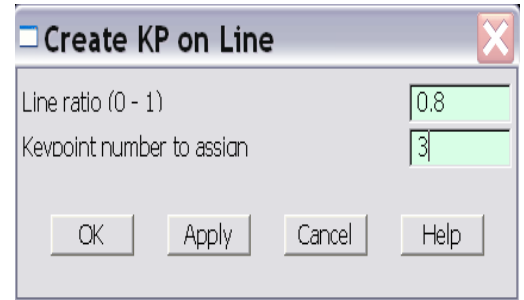 Create KP on Line
Line ratio (0 - 1) 0.8
Keypoint number to assign 3
OK Apply Cancel Help